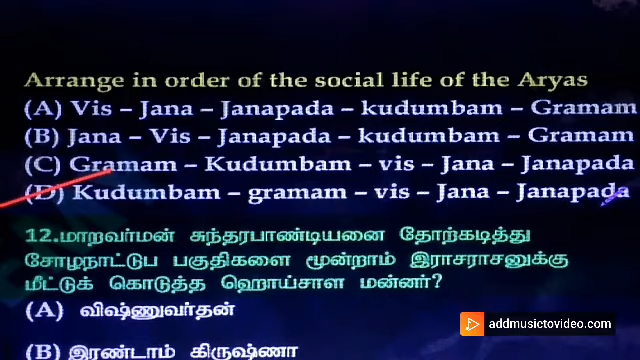 Arrange in order of the social life of the Aryas
(A) Vis – Jana – Janapada – kudumbam – Gramam
(B) Jana – Vis – Janapada – kudumbam – Gramam
(C) Gramam – Kudumbam – vis – Jana – Janapada
(D) Kudumbam – gramam – vis – Jana – Janapada
12.மாறவர்மன் சுந்தரபாண்டியனை தோற்கடித்து
சோழநாட்டுப பகுதிகளை மூன்றாம் இராசராசனுக்கு
மீட்டுக் கொடுத்த ஹொய்சாள மன்னர்?
(A) விஷ்ணுவர்தன்
(B) இரண்டாம் கிருஷ்ணா
addmusictovideo.com